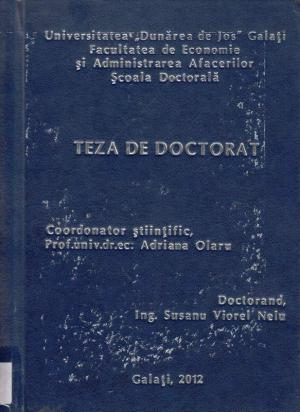 Universitatea „Dunărea de Jos" Galaţi
Facultatea de Economie
şi Administrarea Afacerilor
Şcoala Doctorală
TEZA DE DOCTORAT
Coordonator ştiinţific,
Prof.univ.dr.ec: Adriana Olaru
Doctorand,
Ing. Susanu Viorel Nelu
Galaţi, 2012